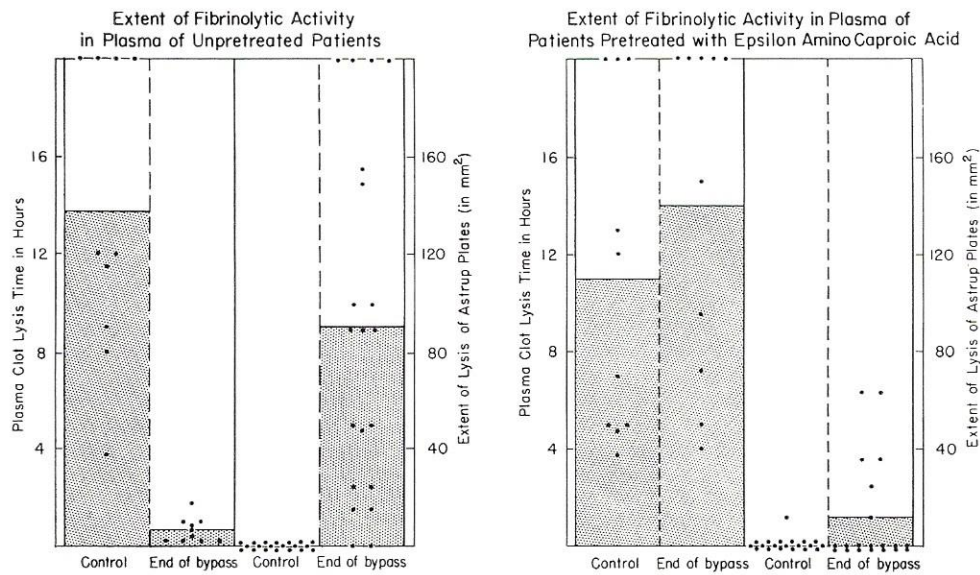 Extent of Fibrinolytic Activity
in Plasma of Unpretreated Patients
Plasma Clot Lysis Time in Hours
16
12
8
4
160
120
80
40
Extent of Lysis of Astrup Plates (in mm²)
Control
End of bypass
Control
End of bypass
Extent of Fibrinolytic Activity in Plasma of
Patients Pretreated with Epsilon Amino Caproic Acid
Plasma Clot Lysis Time in Hours
16
12
8
4
160
120
80
40
Extent of Lysis of Astrup Plates (in mm²)
Control
End of bypass
Control
End of bypass